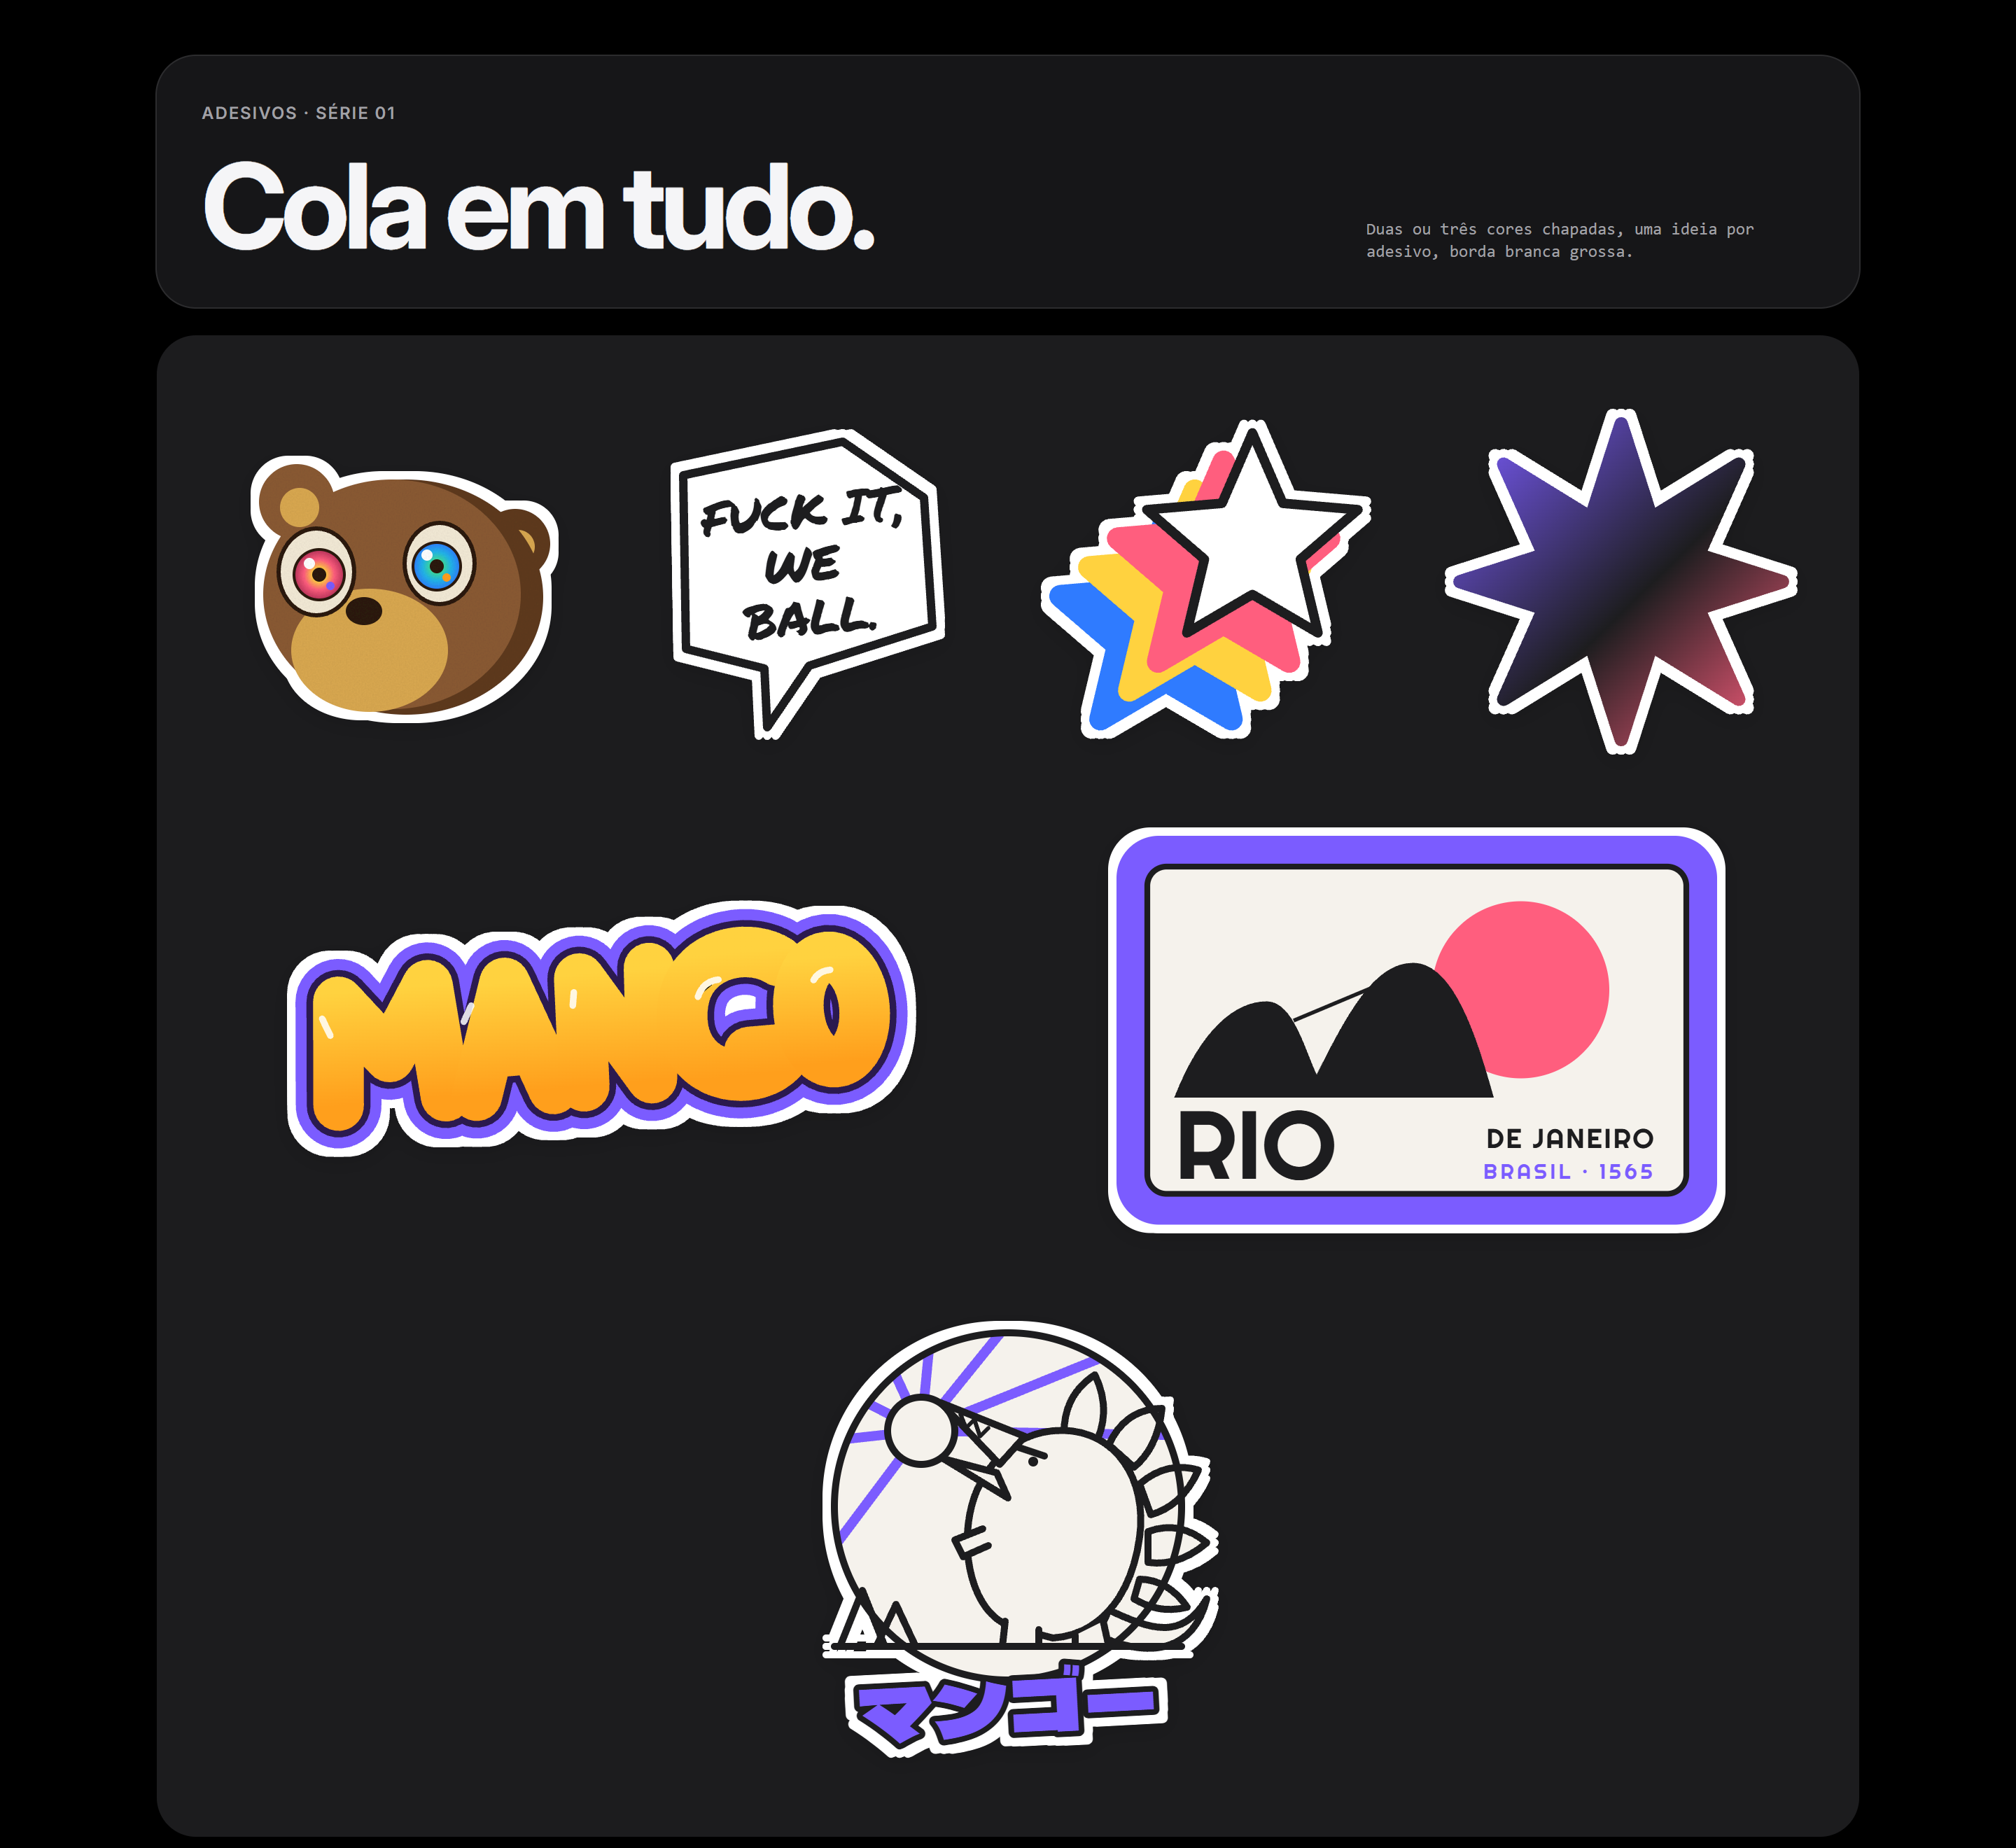 ADESIVOS · SÉRIE 01
Cola em tudo.
Duas ou três cores chapadas, uma ideia por
adesivo, borda branca grossa.
FUCK IT,
WE
BALL.
MANGO
RIO
DE JANEIRO
BRASIL · 1565
マンゴー